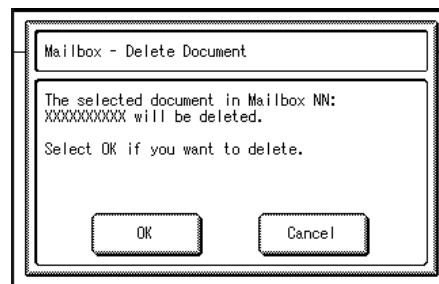 Mailbox - Delete Document
The selected document in Mailbox NN:
XXXXXXXXXX will be deleted.
Select OK if you want to delete.
OK
Cancel